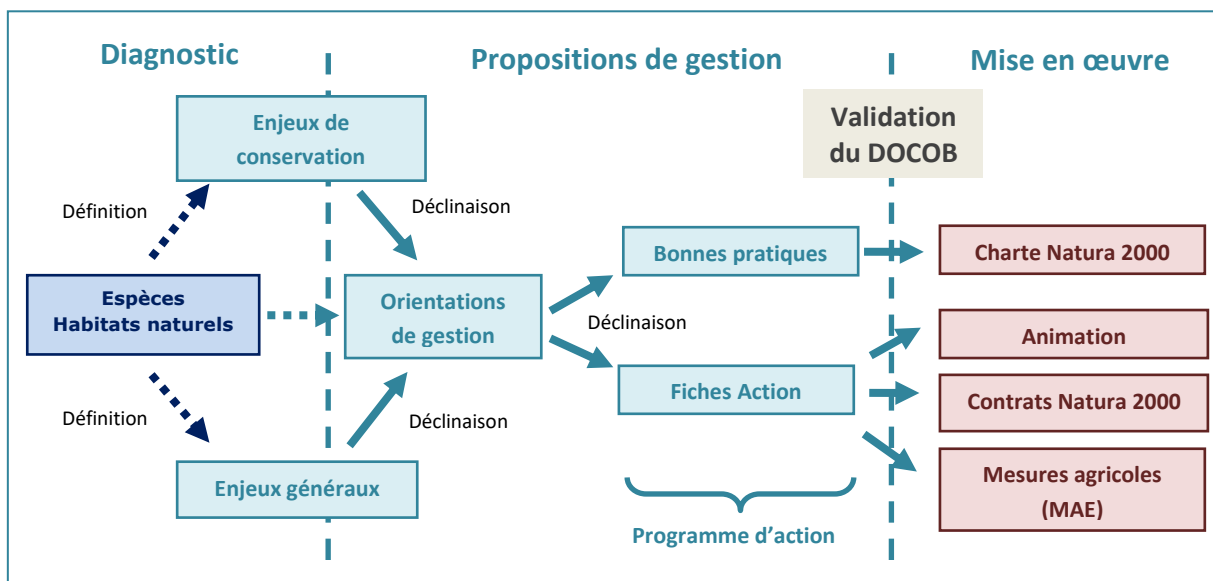 Diagnostic
Propositions de gestion
Mise en œuvre
Enjeux de
conservation
Validation
du DOCOB
Définition
Déclinaison
Bonnes pratiques
Charte Natura 2000
Espèces
Habitats naturels
Orientations
de gestion
Déclinaison
Animation
Fiches Action
Contrats Natura 2000
Définition
Déclinaison
Enjeux généraux
Mesures agricoles
(MAE)
Programme d’action